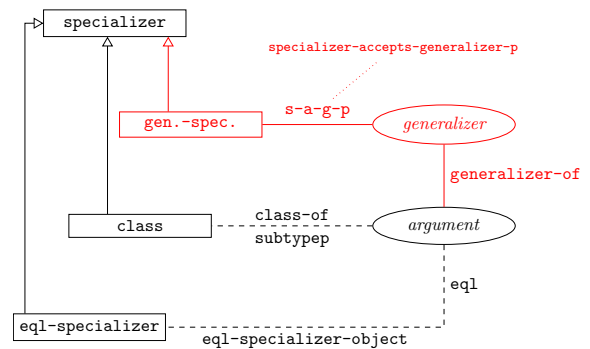 specializer
specializer-accepts-generalizer-p
s-a-g-p
gen.-spec.
generalizer
generalizer-of
class-of
class
argument
subtypep
eql
eql-specializer
eql-specializer-object